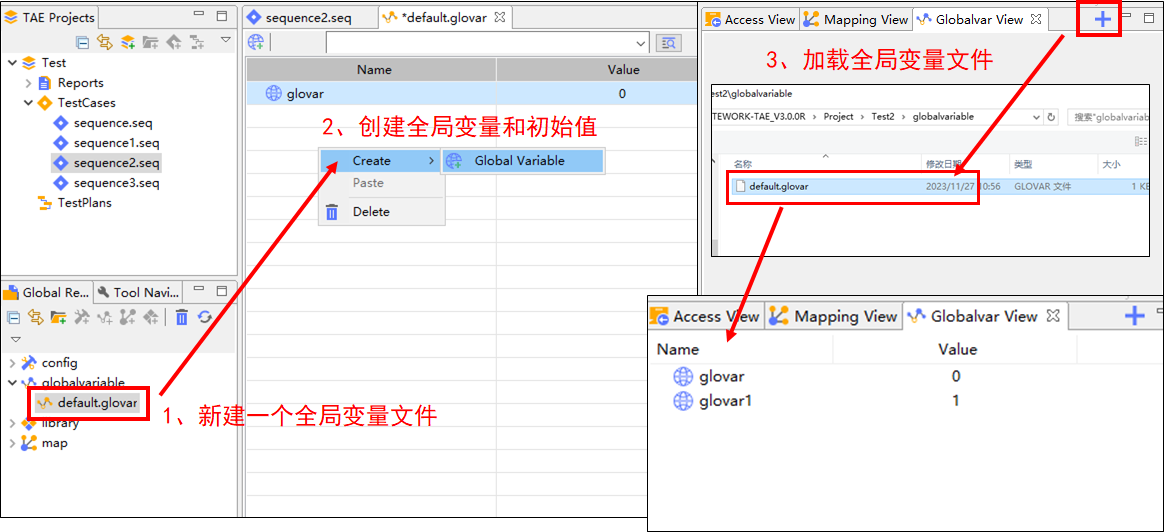 TAE Projects
Test
Reports
TestCases
sequence.seq
sequence1.seq
sequence2.seq
sequence3.seq
TestPlans
Global Re...
Tool Navi...
config
globalvariable
default.glovar
library
map
1、新建一个全局变量文件
sequence2.seq
*default.glovar
Name Value
glovar 0
2、创建全局变量和初始值
Create
Global Variable
Paste
Delete
Access View
Mapping View
Globalvar View
3、加载全局变量文件
est2\globalvariable
TEWORK-TAE_V3.0.0R
Project
Test2
globalvariable
搜索"globalvariab
名称 修改日期 类型 大小
default.glovar 2023/11/27 10:56 GLOVAR 文件 1 KE
Access View
Mapping View
Globalvar View
Name Value
glovar 0
glovar1 1